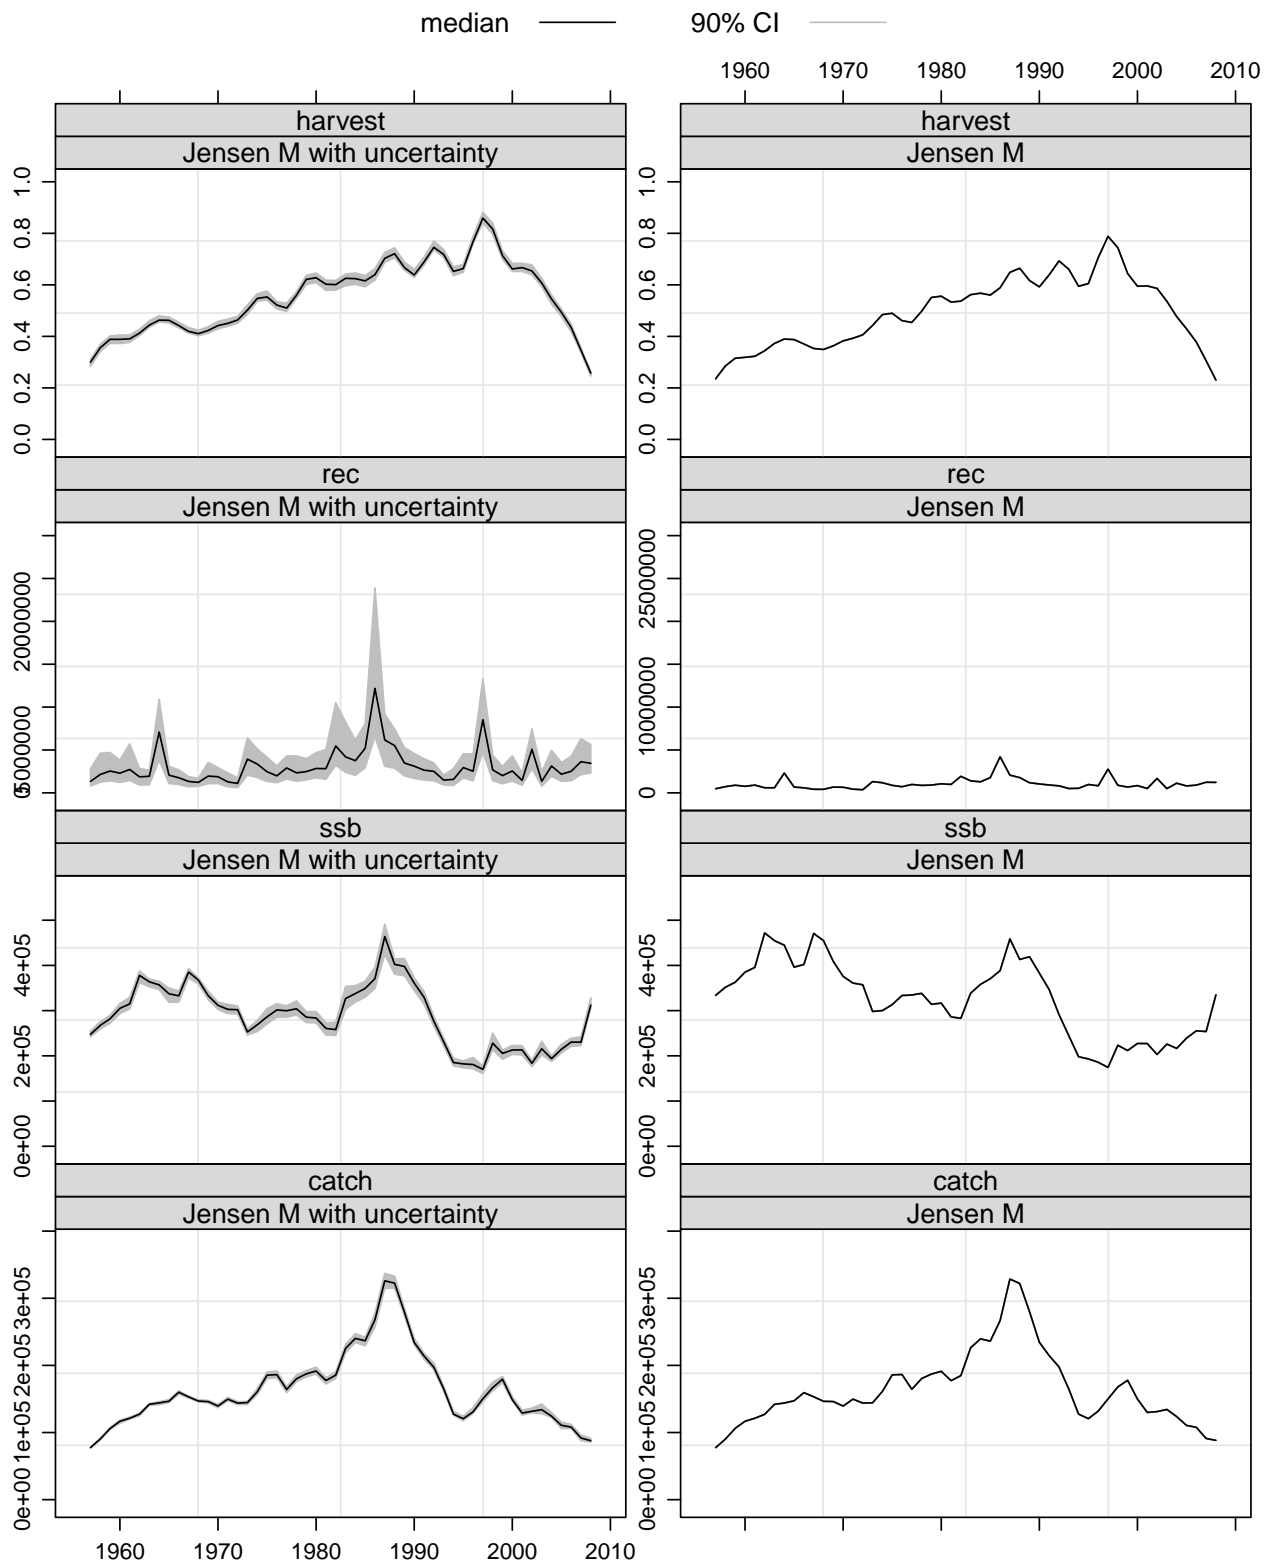 median 90% CI
1960 1970 1980 1990 2000 2010
harvest harvest
Jensen M with uncertainty Jensen M
1.0 1.0
0.8 0.8
0.6 0.6
0.4 0.4
0.2 0.2
0.0 0.0
rec rec
Jensen M with uncertainty Jensen M
20000000 25000000
5000000 10000000
0 0
ssb ssb
Jensen M with uncertainty Jensen M
4e+05 4e+05
2e+05 2e+05
0e+00 0e+00
catch catch
Jensen M with uncertainty Jensen M
3e+05 3e+05
2e+05 2e+05
1e+05 1e+05
0e+00 0e+00
1960 1970 1980 1990 2000 2010